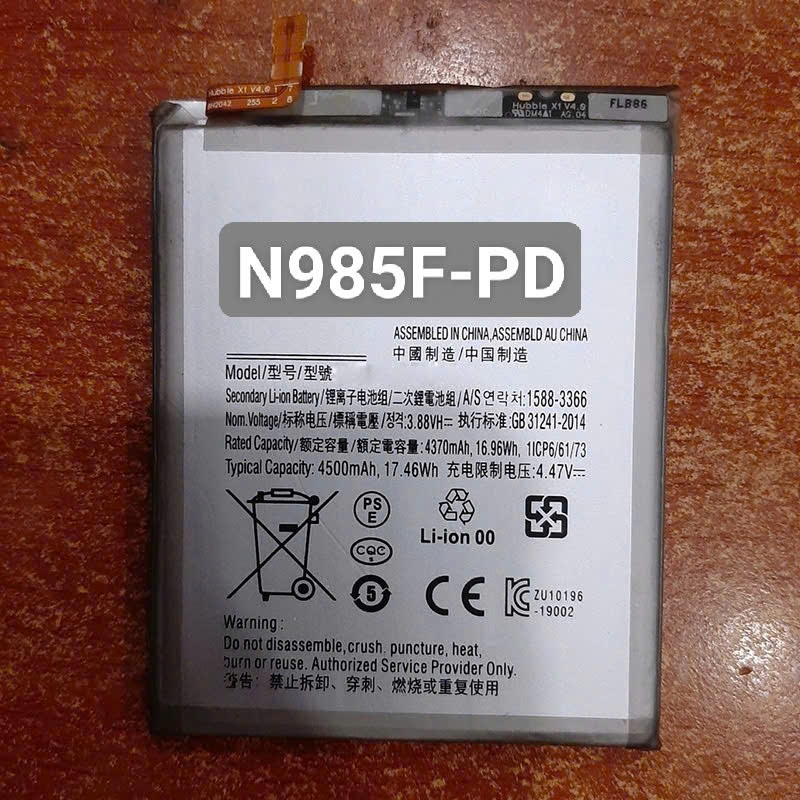 Hubble X1 V4.0
Hubble X1 V4.0
AG.04
FLB86
N985F-PD
ASSEMBLED IN CHINA,ASSEMBLD AU CHINA
中國制造/中国制造
Model/型号/型號
Secondary Li-ion Battery/锂离子电池组/二次鋰電池組/A/S 연락처:1588-3366
Nom.Voltage/标称电压/標稱電壓/정격:3.88VH⎓ 执行标准:GB 31241-2014
Rated Capacity/额定容量/額定電容量:4370mAh, 16.96Wh, 1ICP6/61/73
Typical Capacity: 4500mAh, 17.46Wh 充电限制电压:4.47V⎓
PS
E
CQC
S
5
Li-ion 00
CE
ZU10196
-19002
Warning:
Do not disassemble,crush, puncture, heat,
burn or reuse. Authorized Service Provider Only.
警告: 禁止拆卸、穿刺、燃烧或重复使用